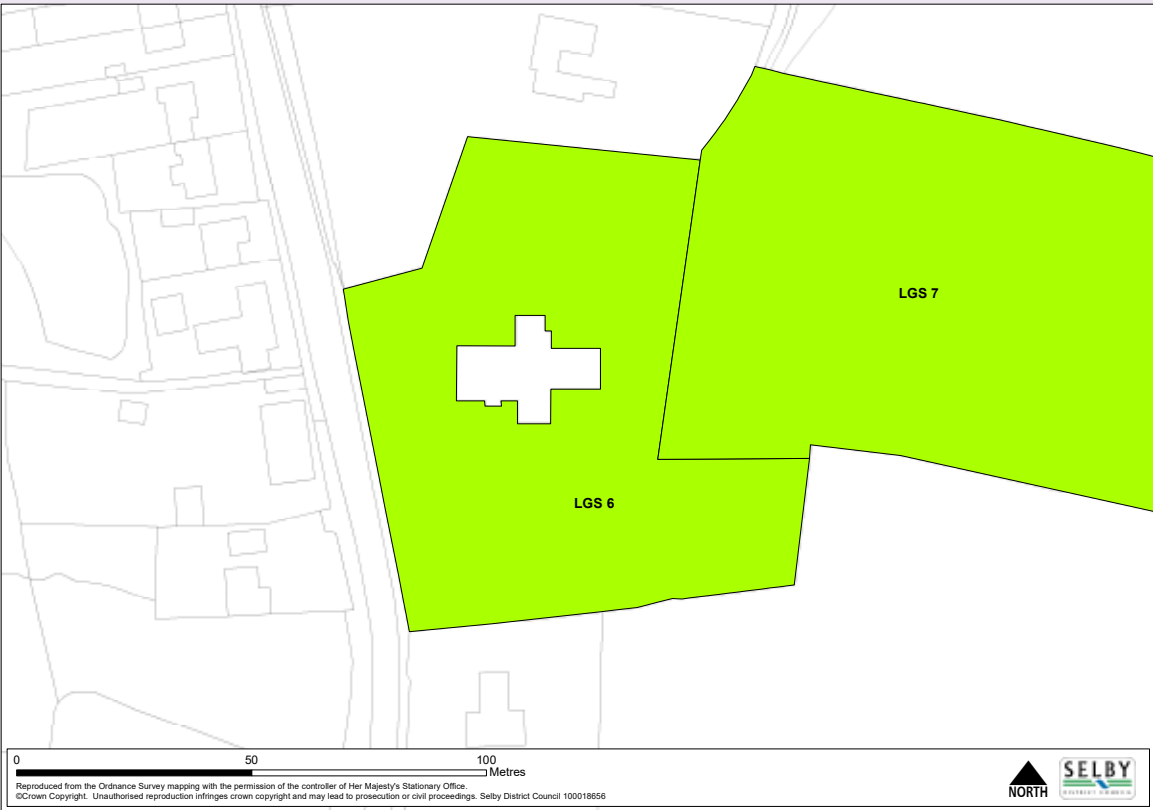 LGS 7
LGS 6
0 50 100
Metres
Reproduced from the Ordnance Survey mapping with the permission of the controller of Her Majesty's Stationary Office.
©Crown Copyright. Unauthorised reproduction infringes crown copyright and may lead to prosecution or civil proceedings. Selby District Council 100018656
NORTH
SELBY
DISTRICT COUNCIL